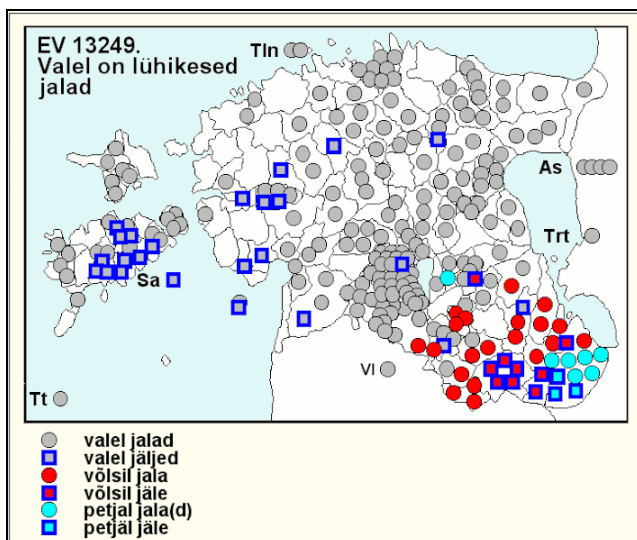 EV 13249.
Valel on lühikesed
jalad
Tln
As
Trt
Sa
Vl
Tt
valel jalad
valel jäljed
võlsil jala
võlsil jäle
petjal jala(d)
petjäl jäle